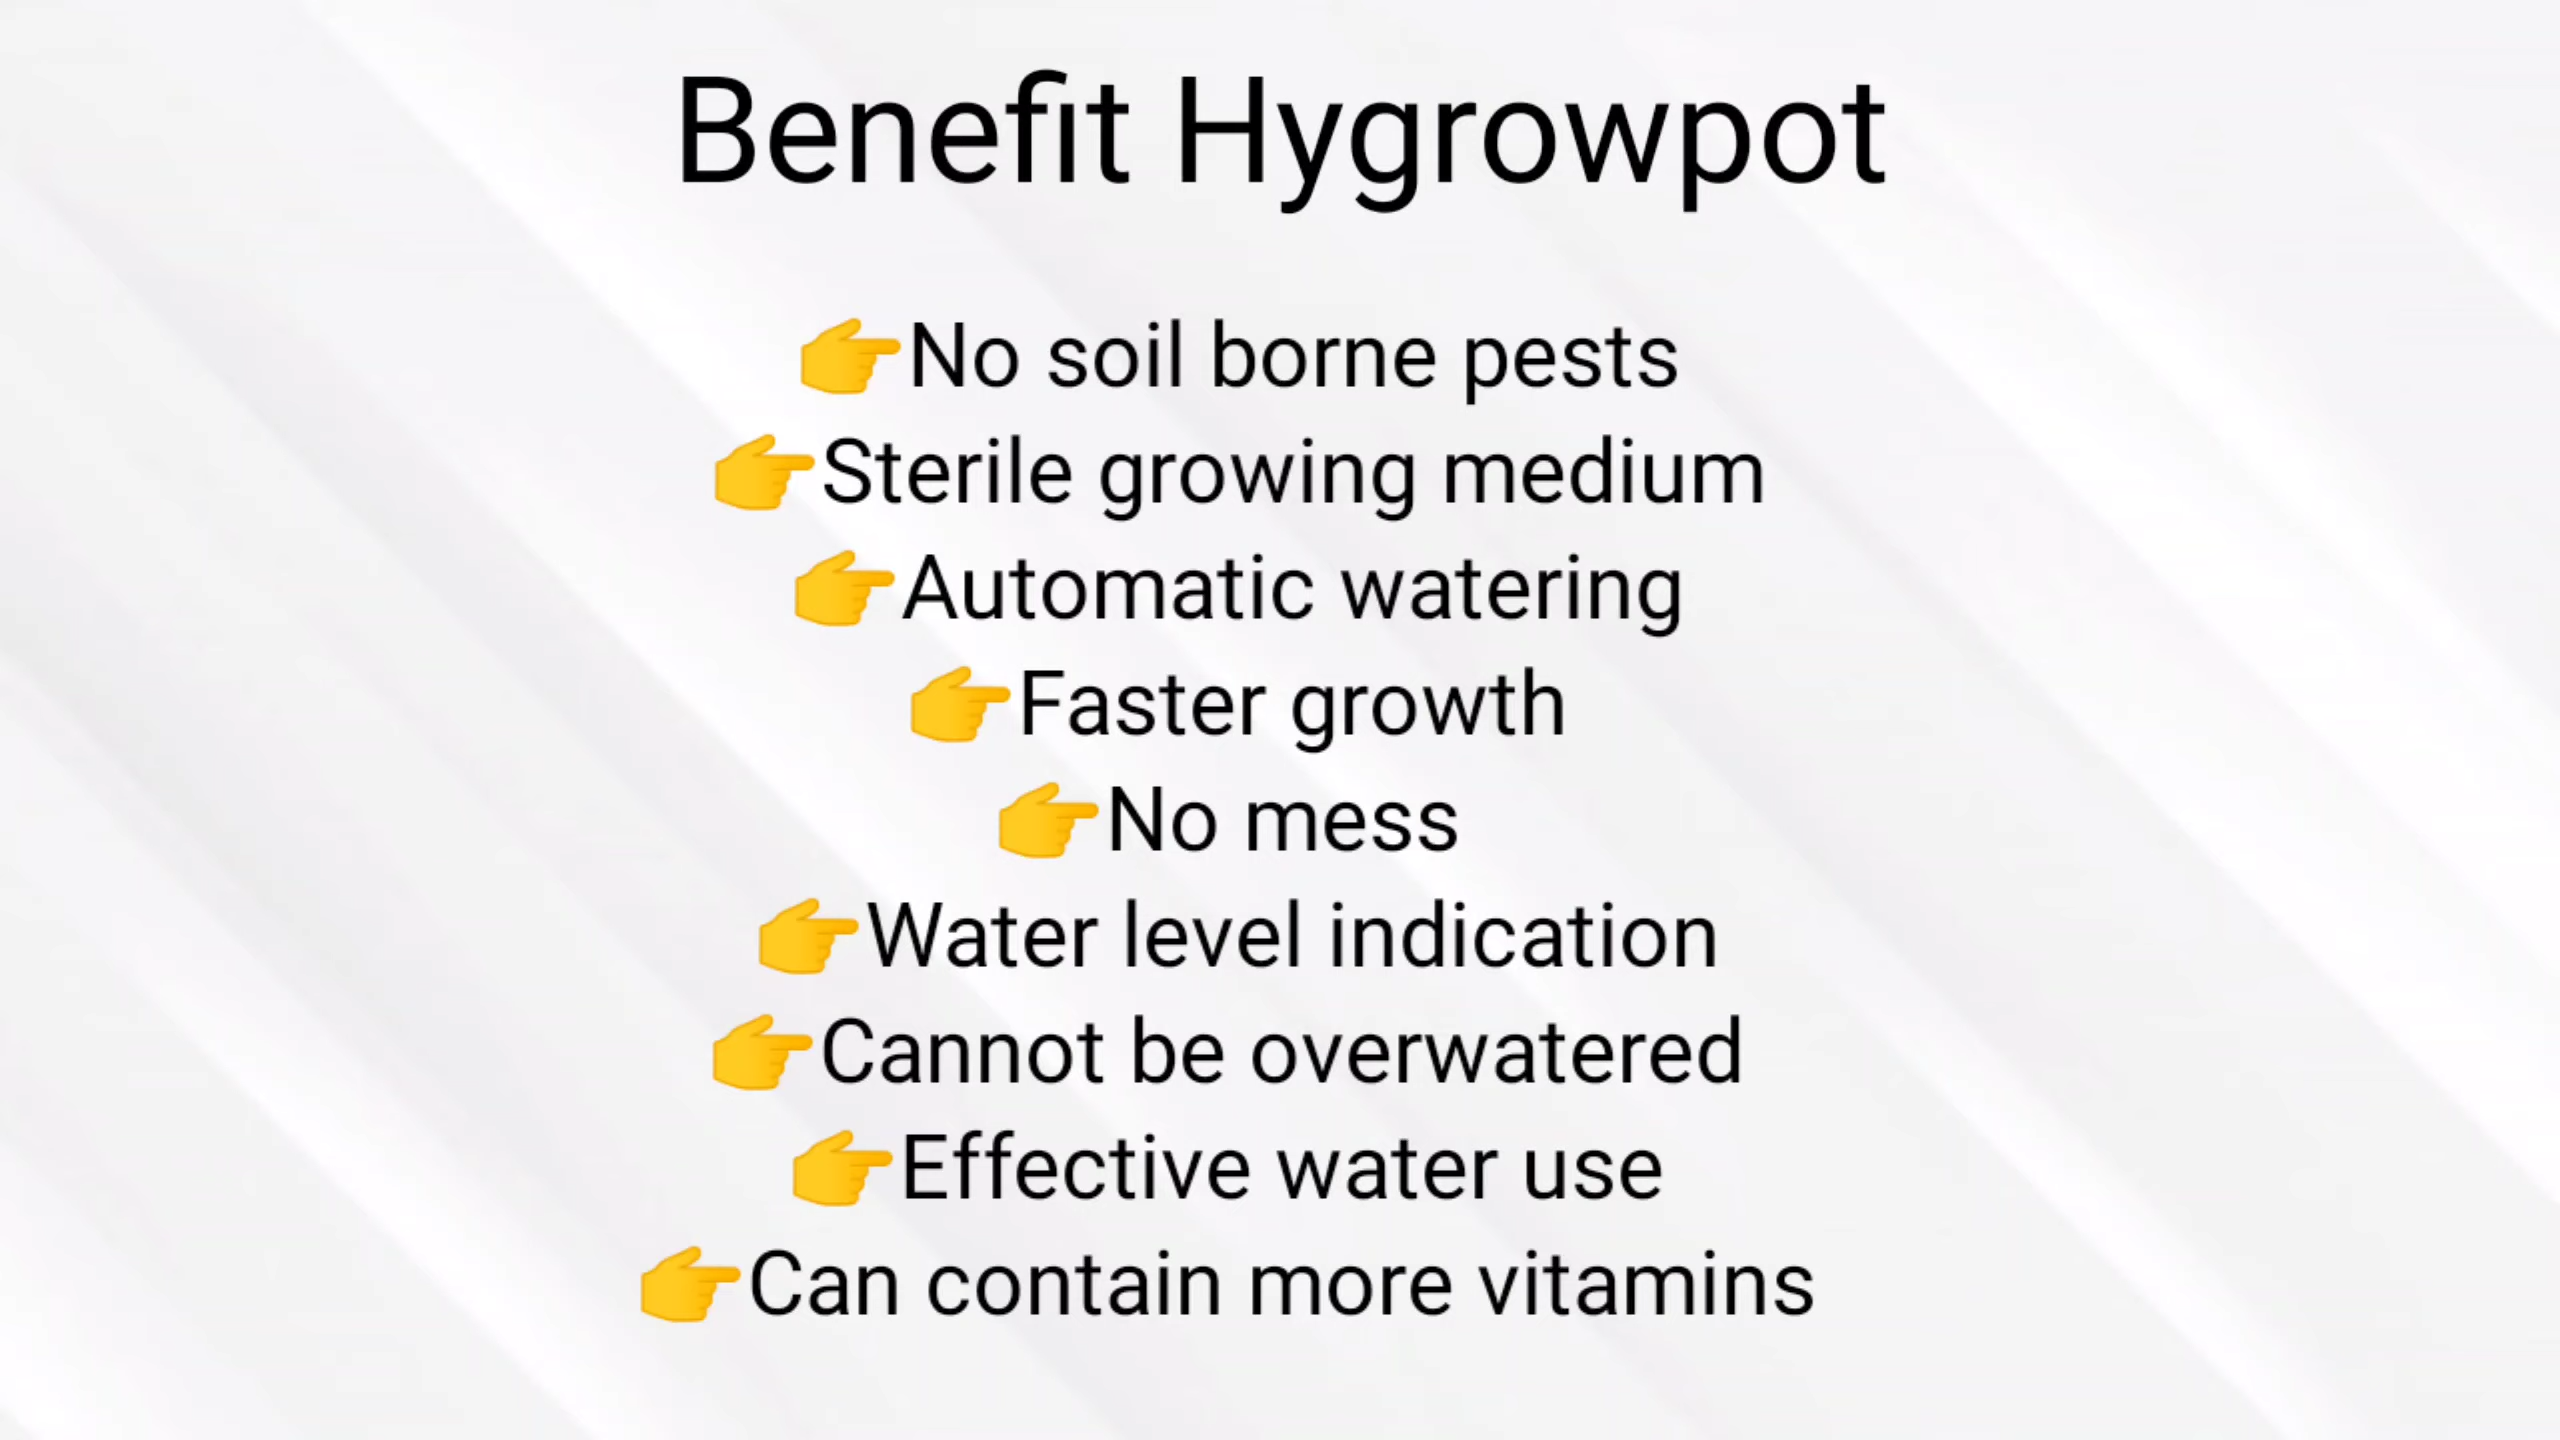 Benefit Hygrowpot
👉No soil borne pests
👉Sterile growing medium
👉Automatic watering
👉Faster growth
👉No mess
👉Water level indication
👉Cannot be overwatered
👉Effective water use
👉Can contain more vitamins